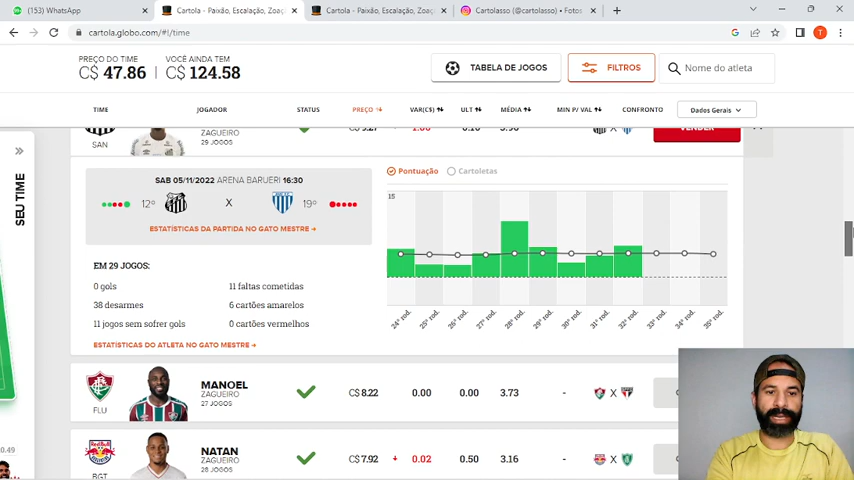 (153) WhatsApp
Cartola - Paixão, Escalação, Zoaç
Cartola - Paixão, Escalação, Zoaç
Cartolasso (@cartolasso) • Fotos
cartola.globo.com/#!/time
T
PREÇO DO TIME
VOCÊ AINDA TEM
C$ 47.86 | C$ 124.58
TABELA DE JOGOS
FILTROS
Nome do atleta
TIME JOGADOR STATUS PREÇO VAR(C$) ULT MÉDIA MIN P/ VAL CONFRONTO Dados Gerais
SAN
ZAGUEIRO
29 JOGOS
VENDER
SEU TIME
SAB 05/11/2022 ARENA BARUERI 16:30
12º X 19º
ESTATÍSTICAS DA PARTIDA NO GATO MESTRE
Pontuação Cartoletas
15
24ª rod. 25ª rod. 26ª rod. 27ª rod. 28ª rod. 29ª rod. 30ª rod. 31ª rod. 32ª rod. 33ª rod. 34ª rod. 35ª rod.
EM 29 JOGOS:
0 gols
11 faltas cometidas
38 desarmes
6 cartões amarelos
11 jogos sem sofrer gols
0 cartões vermelhos
ESTATÍSTICAS DO ATLETA NO GATO MESTRE
FLU
MANOEL
ZAGUEIRO
27 JOGOS
C$ 8.22 0.00 0.00 3.73 - X
BGT
NATAN
ZAGUEIRO
28 JOGOS
C$ 7.92 0.02 0.50 3.16 - X
0.49